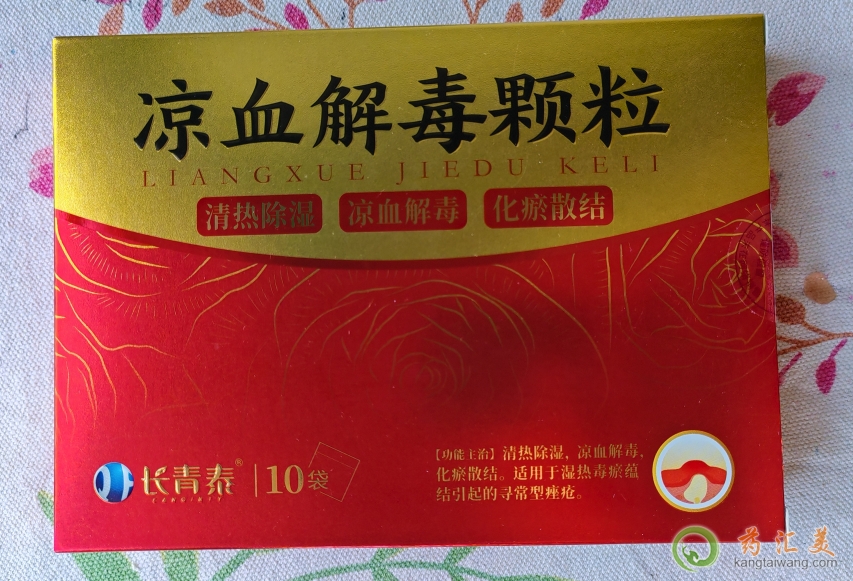 凉血解毒颗粒
LIANGXUE JIEDU KELI
清热除湿 凉血解毒 化瘀散结
【功能主治】清热除湿，凉血解毒，
化瘀散结。适用于湿热毒瘀蕴
结引起的寻常型痤疮。
长青泰® 10袋
药汇美
kangtaiwang.com